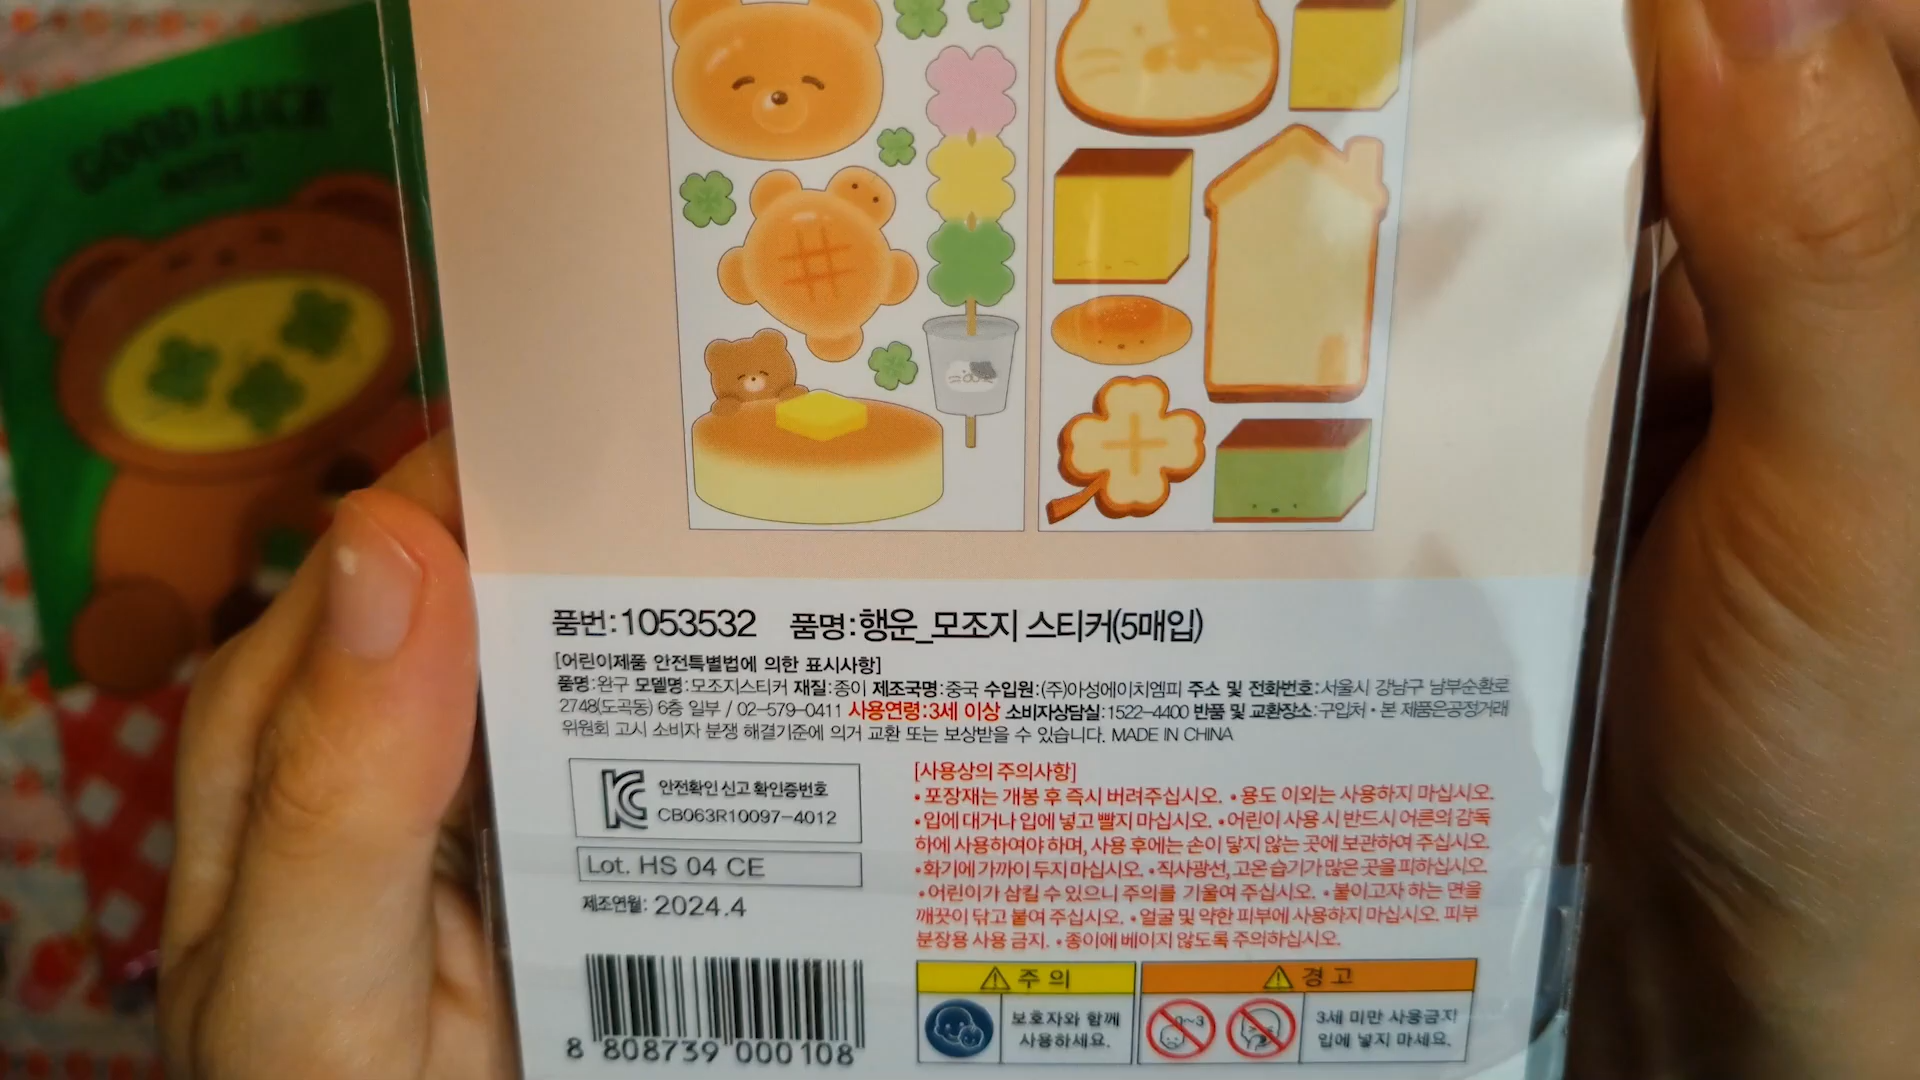 GOOD LUCK
품번:1053532 품명:행운_모조지 스티커(5매입)
[어린이제품 안전특별법에 의한 표시사항]
품명:완구 모델명:모조지스티커 재질:종이 제조국명:중국 수입원:(주)아성에이치엠피 주소 및 전화번호:서울시 강남구 남부순환로
2748(도곡동) 6층 일부 / 02-579-0411 사용연령:3세 이상 소비자상담실:1522-4400 반품 및 교환장소:구입처 • 본 제품은공정거래
위원회 고시 소비자 분쟁 해결기준에 의거 교환 또는 보상받을 수 있습니다. MADE IN CHINA
안전확인 신고 확인증번호
CB063R10097-4012
Lot. HS 04 CE
제조연월: 2024.4
8 808739 000108
[사용상의 주의사항]
• 포장재는 개봉 후 즉시 버려주십시오. • 용도 이외는 사용하지 마십시오.
• 입에 대거나 입에 넣고 빨지 마십시오. • 어린이 사용 시 반드시 어른의 감독
하에 사용하여야 하며, 사용 후에는 손이 닿지 않는 곳에 보관하여 주십시오.
• 화기에 가까이 두지 마십시오. • 직사광선, 고온 습기가 많은 곳을 피하십시오.
• 어린이가 삼킬 수 있으니 주의를 기울여 주십시오. • 붙이고자 하는 면을
깨끗이 닦고 붙여 주십시오. • 얼굴 및 약한 피부에 사용하지 마십시오. 피부
분장용 사용 금지. • 종이에 베이지 않도록 주의하십시오.
주의
보호자와 함께
사용하세요.
경고
0~3
3세 미만 사용금지
입에 넣지 마세요.